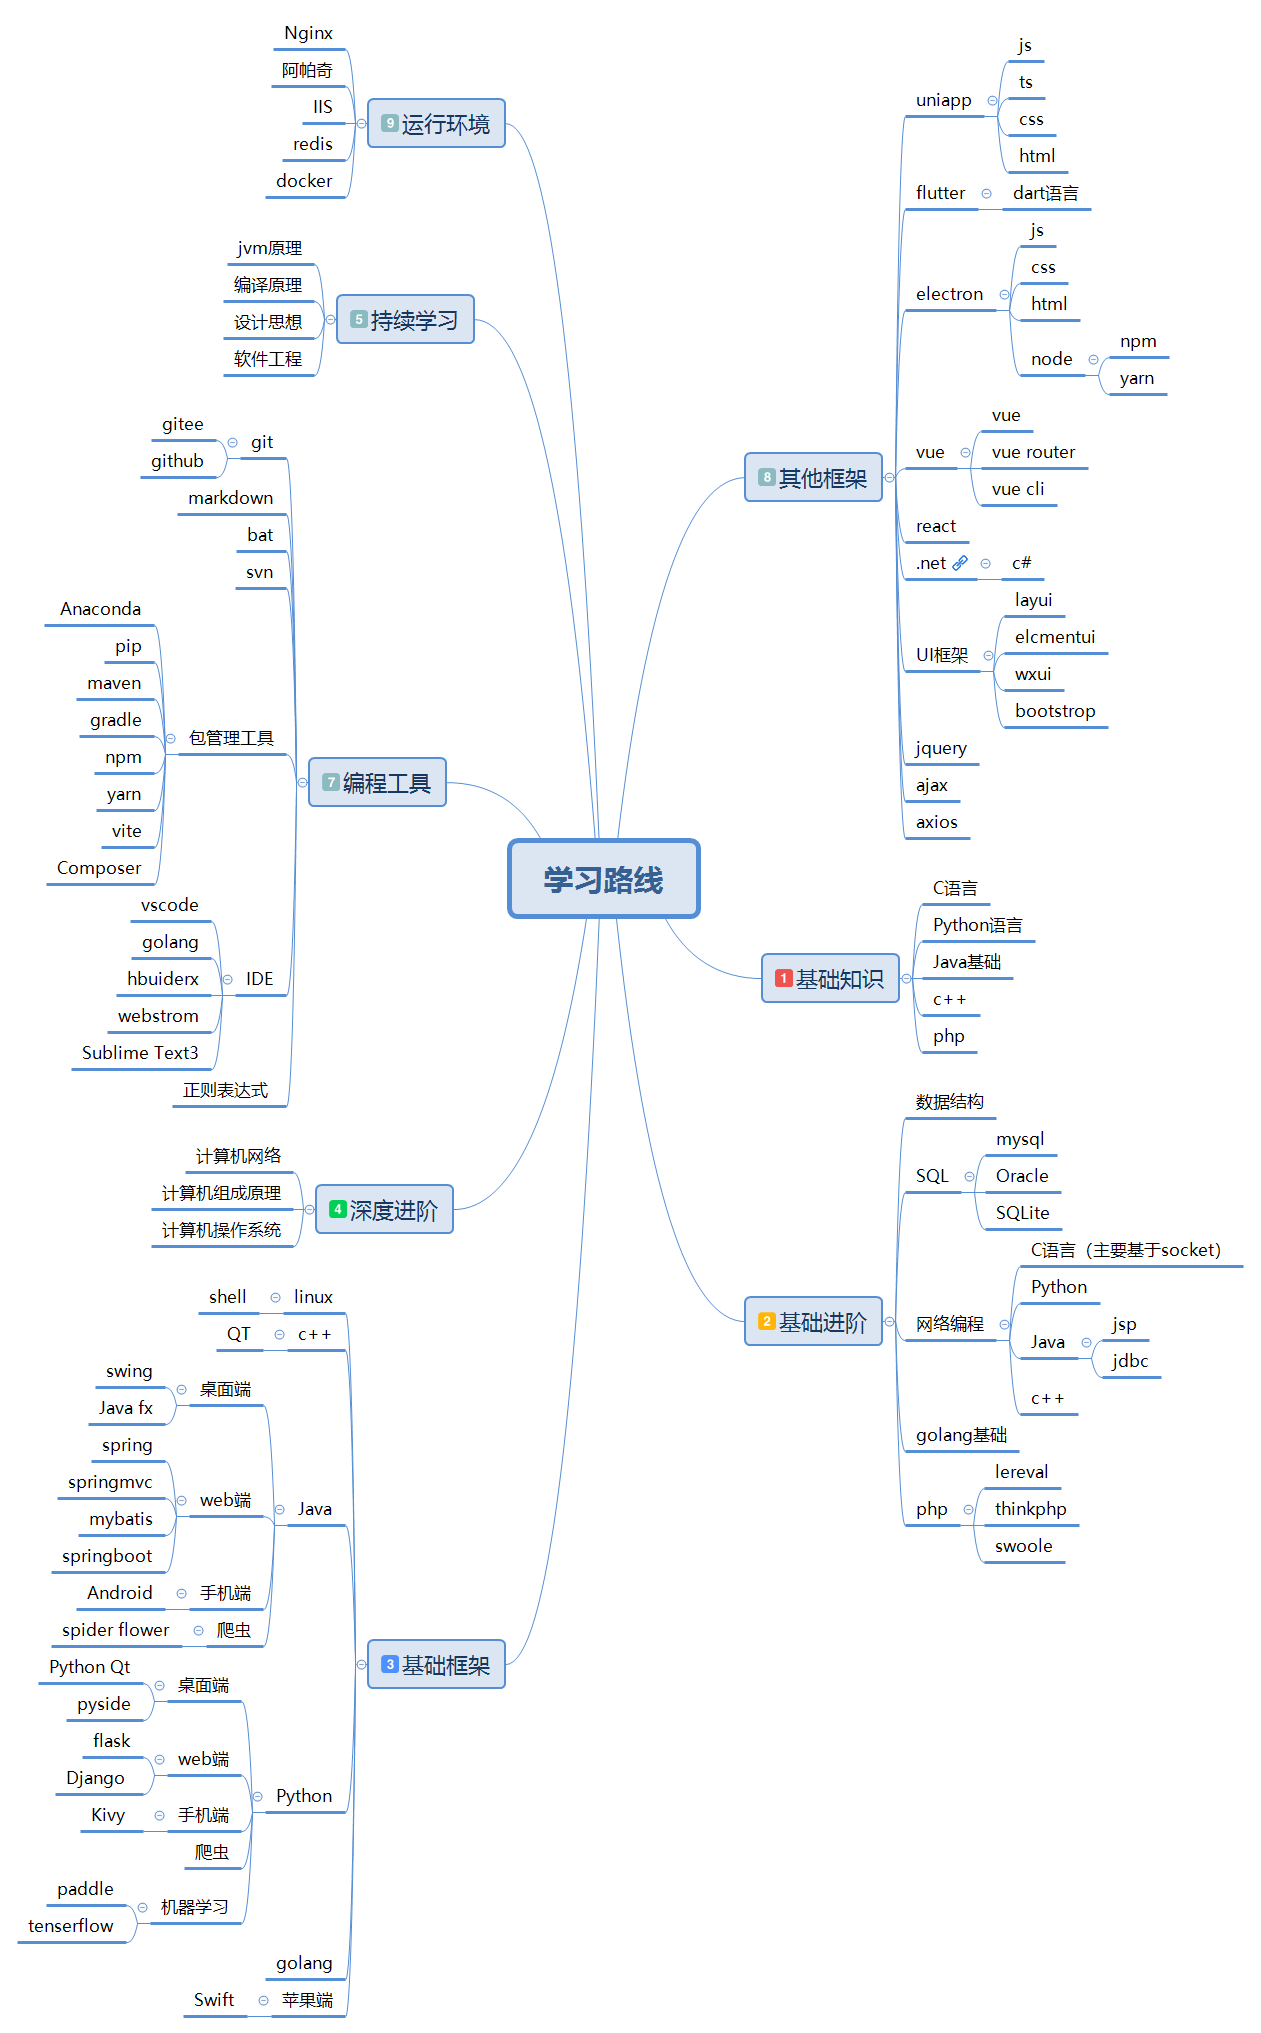 学习路线
1 基础知识
C语言
Python语言
Java基础
c++
php
2 基础进阶
数据结构
SQL
mysql
Oracle
SQLite
网络编程
C语言（主要基于socket）
Python
Java
jsp
jdbc
c++
golang基础
php
lereval
thinkphp
swoole
3 基础框架
linux
shell
c++
QT
Java
桌面端
swing
Java fx
web端
spring
springmvc
mybatis
springboot
手机端
Android
爬虫
spider flower
Python
桌面端
Python Qt
pyside
web端
flask
Django
手机端
Kivy
爬虫
机器学习
paddle
tenserflow
golang
苹果端
Swift
4 深度进阶
计算机网络
计算机组成原理
计算机操作系统
5 持续学习
jvm原理
编译原理
设计思想
软件工程
7 编程工具
git
gitee
github
markdown
bat
svn
包管理工具
Anaconda
pip
maven
gradle
npm
yarn
vite
Composer
IDE
vscode
golang
hbuiderx
webstrom
Sublime Text3
正则表达式
8 其他框架
uniapp
js
ts
css
html
flutter
dart语言
electron
js
css
html
node
npm
yarn
vue
vue
vue router
vue cli
react
.net
c#
UI框架
layui
elcmentui
wxui
bootstrop
jquery
ajax
axios
9 运行环境
Nginx
阿帕奇
IIS
redis
docker